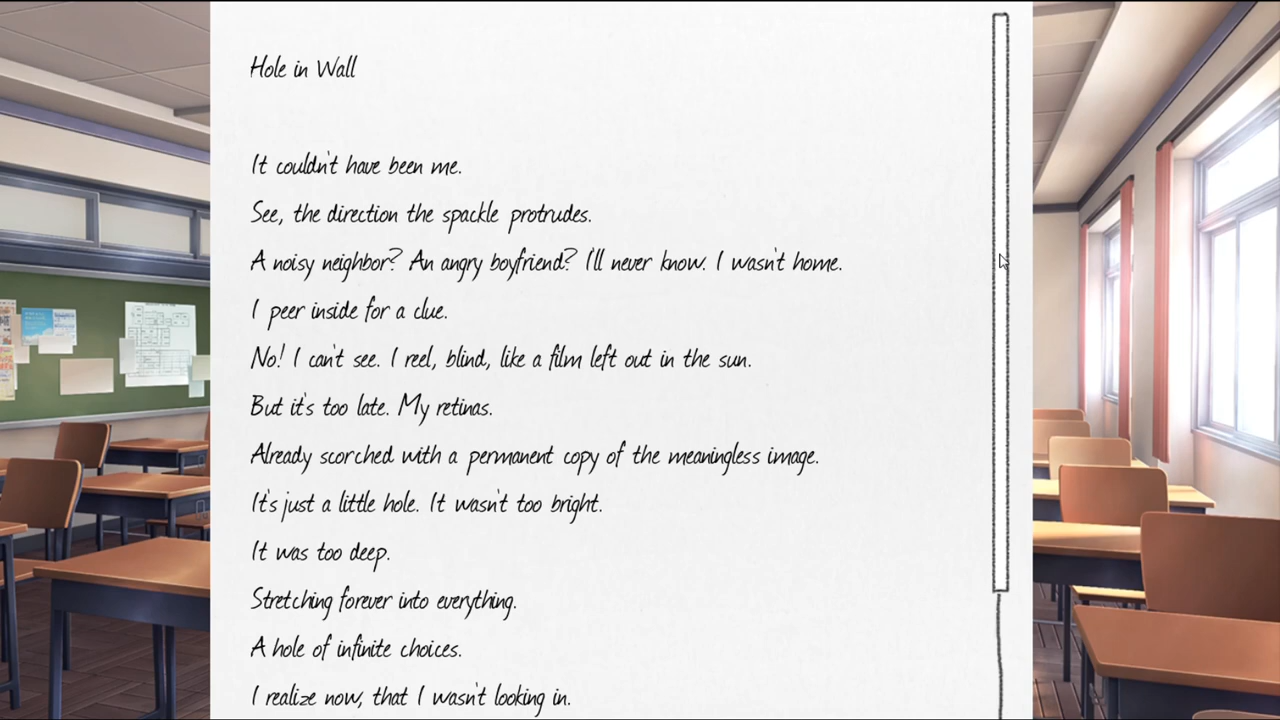 Hole in Wall
It couldn't have been me.
See, the direction the spackle protrudes.
A noisy neighbor? An angry boyfriend? I'll never know. I wasn't home.
I peer inside for a clue.
No! I can't see. I reel, blind, like a film left out in the sun.
But it's too late. My retinas.
Already scorched with a permanent copy of the meaningless image.
It's just a little hole. It wasn't too bright.
It was too deep.
Stretching forever into everything.
A hole of infinite choices.
I realize now, that I wasn't looking in.